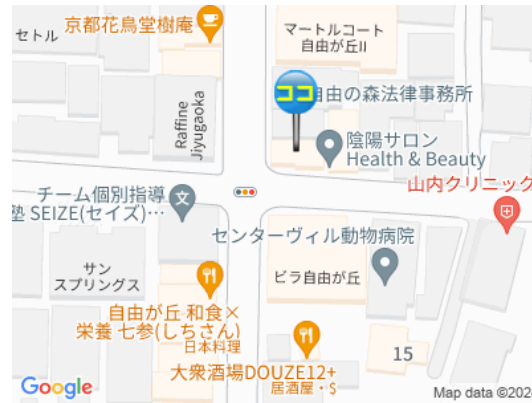 京都花鳥堂樹庵
セトル
マートルコート
自由が丘II
ココ
自由の森法律事務所
Raffine
Jiyugaoka
陰陽サロン
Health & Beauty
山内クリニック
チーム個別指導
塾 SEIZE(セイズ)…
センターヴィル動物病院
サン
スプリングス
ビラ自由が丘
自由が丘 和食×
栄養 七参(しちさん)
日本料理
大衆酒場DOUZE12+
居酒屋・$
15
Google
Map data ©202